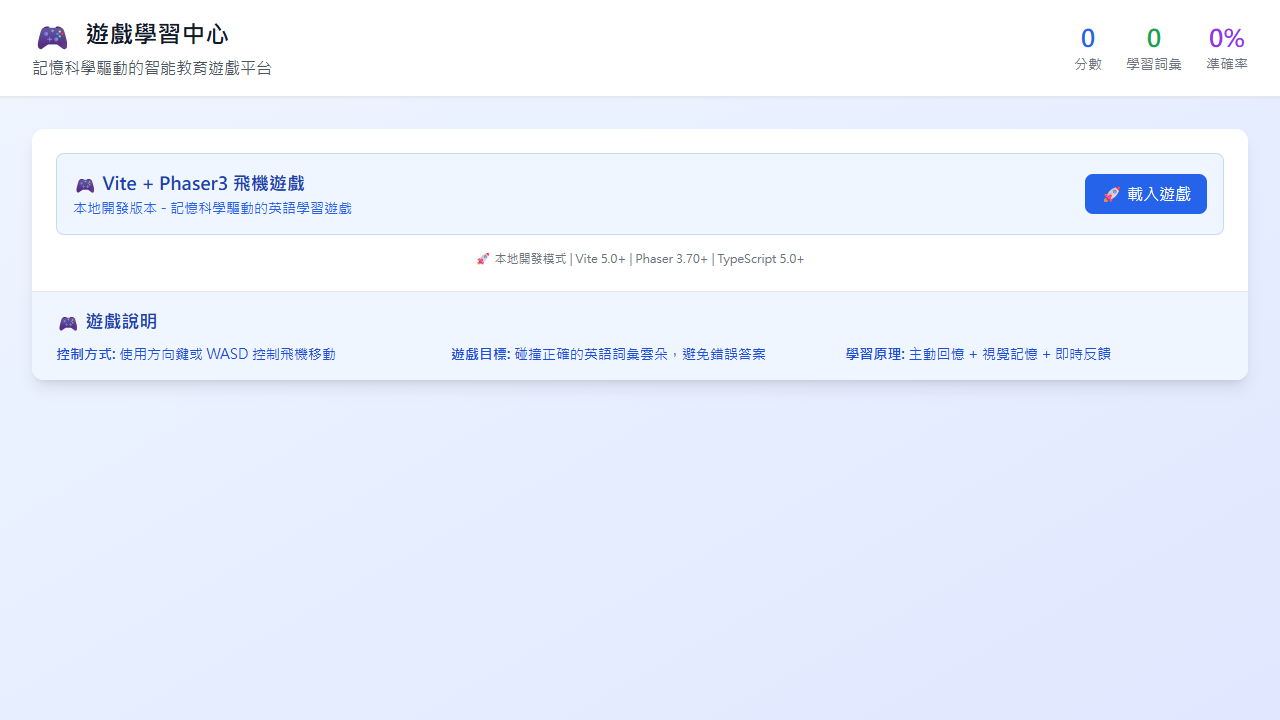 🎮 遊戲學習中心
記憶科學驅動的智能教育遊戲平台
0
分數
0
學習詞彙
0%
準確率
🎮 Vite + Phaser3 飛機遊戲
本地開發版本 - 記憶科學驅動的英語學習遊戲
🚀 載入遊戲
🚀 本地開發模式 | Vite 5.0+ | Phaser 3.70+ | TypeScript 5.0+
🎮 遊戲說明
控制方式: 使用方向鍵或 WASD 控制飛機移動
遊戲目標: 碰撞正確的英語詞彙雲朵，避免錯誤答案
學習原理: 主動回憶 + 視覺記憶 + 即時反饋